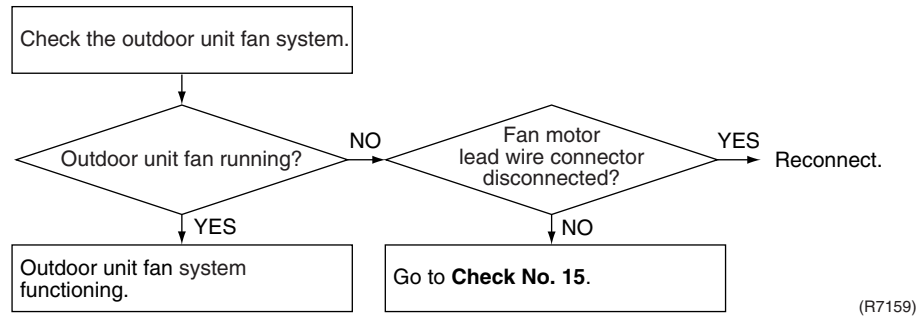 Check the outdoor unit fan system.
Outdoor unit fan running?
NO
Fan motor
lead wire connector
disconnected?
YES
Reconnect.
YES
Outdoor unit fan system
functioning.
NO
Go to Check No. 15.
(R7159)